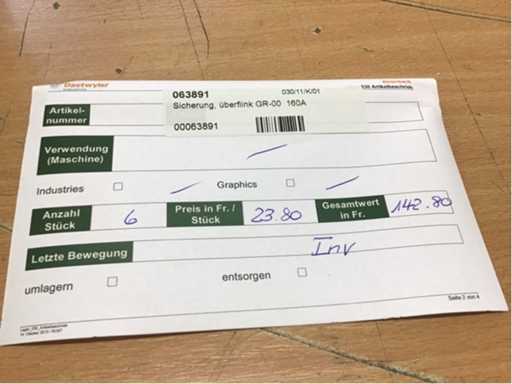 Daetwyler
063891 030/11/K/01
Sicherung, überflink GR-00 160A
00063891
Artikel-
nummer
Verwendung
(Maschine)
Industries Graphics
Anzahl
Stück
6
Preis in Fr. /
Stück
23.80
Gesamtwert
in Fr.
142.80
Letzte Bewegung Inv
umlagern entsorgen